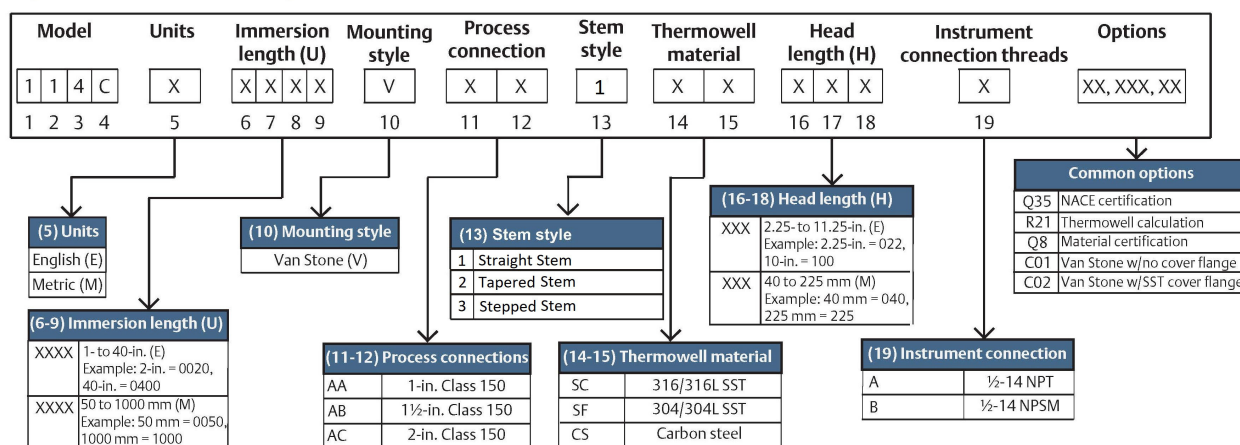 Model Units Immersion length (U) Mounting style Process connection Stem style Thermowell material Head length (H) Instrument connection threads Options
1 1 4 C X X X X X V X X 1 X X X X X X XX, XXX, XX
1 2 3 4 5 6 7 8 9 10 11 12 13 14 15 16 17 18 19
(5) Units
English (E)
Metric (M)
(6-9) Immersion length (U)
XXXX 1- to 40-in. (E)
Example: 2-in. = 0020,
40-in. = 0400
XXXX 50 to 1000 mm (M)
Example: 50 mm = 0050,
1000 mm = 1000
(10) Mounting style
Van Stone (V)
(11-12) Process connections
AA 1-in. Class 150
AB 1½-in. Class 150
AC 2-in. Class 150
(13) Stem style
1 Straight Stem
2 Tapered Stem
3 Stepped Stem
(14-15) Thermowell material
SC 316/316L SST
SF 304/304L SST
CS Carbon steel
(16-18) Head length (H)
XXX 2.25- to 11.25-in. (E)
Example: 2.25-in. = 022,
10-in. = 100
XXX 40 to 225 mm (M)
Example: 40 mm = 040,
225 mm = 225
(19) Instrument connection
A ½-14 NPT
B ½-14 NPSM
Common options
Q35 NACE certification
R21 Thermowell calculation
Q8 Material certification
C01 Van Stone w/no cover flange
C02 Van Stone w/SST cover flange